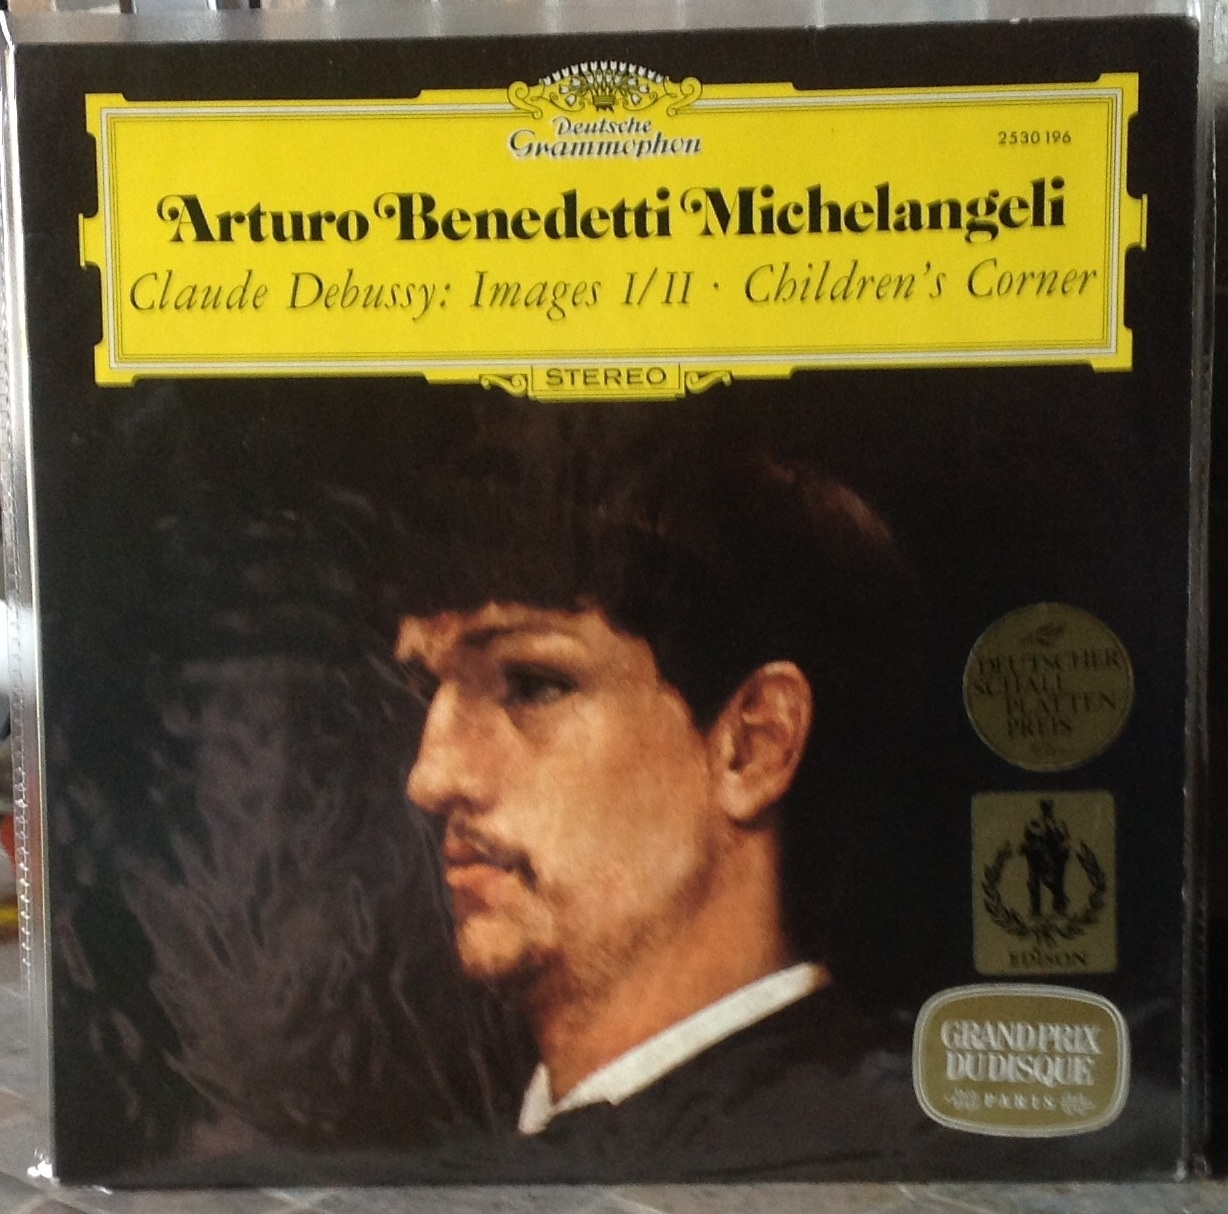 Deutsche
Grammophon
2530 196
Arturo Benedetti Michelangeli
Claude Debussy: Images I/II · Children's Corner
STEREO
DEUTSCHER
SCHALL
PLATTEN
PREIS
EDISON
GRAND PRIX
DU DISQUE
PARIS